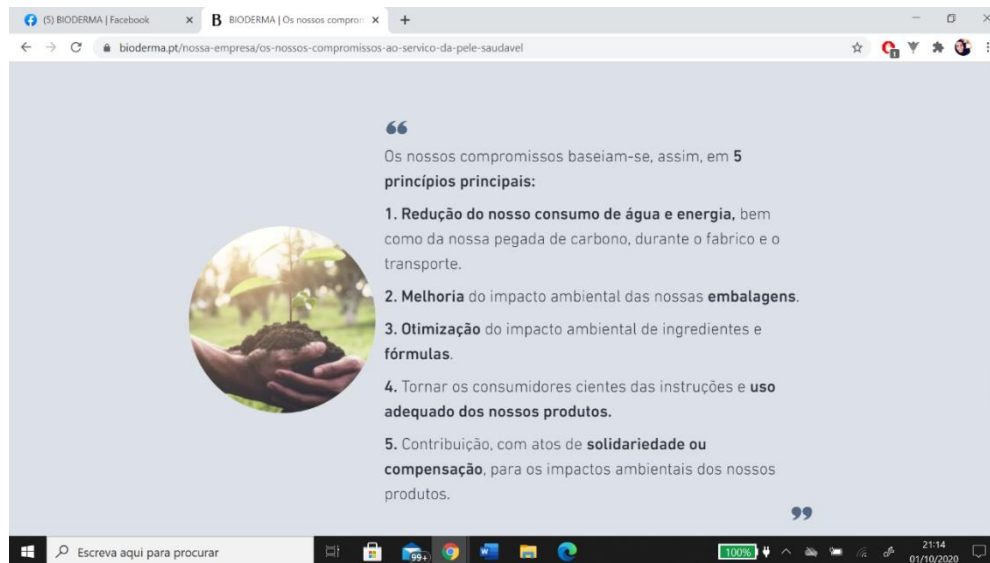 (5) BIODERMA | Facebook
B BIODERMA | Os nossos compron
bioderma.pt/nossa-empresa/os-nossos-compromissos-ao-servico-da-pele-saudavel
“
Os nossos compromissos baseiam-se, assim, em 5
princípios principais:
1. Redução do nosso consumo de água e energia, bem
como da nossa pegada de carbono, durante o fabrico e o
transporte.
2. Melhoria do impacto ambiental das nossas embalagens.
3. Otimização do impacto ambiental de ingredientes e
fórmulas.
4. Tornar os consumidores cientes das instruções e uso
adequado dos nossos produtos.
5. Contribuição, com atos de solidariedade ou
compensação, para os impactos ambientais dos nossos
produtos.
”
Escreva aqui para procurar
99+
100%
21:14
01/10/2020